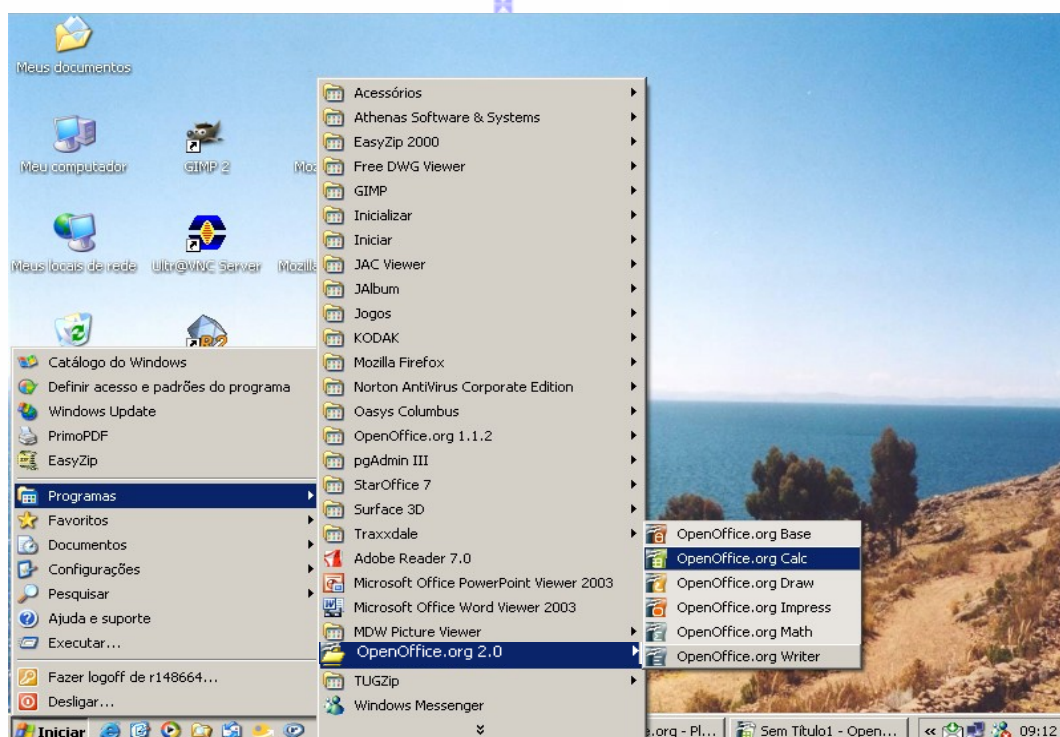 Meus documentos
Meu computador
GIMP 2
Meus locais de rede
Ultr@VNC Server
Catálogo do Windows
Definir acesso e padrões do programa
Windows Update
PrimoPDF
EasyZip
Programas
Favoritos
Documentos
Configurações
Pesquisar
Ajuda e suporte
Executar...
Fazer logoff de r148664...
Desligar...
Acessórios
Athenas Software & Systems
EasyZip 2000
Free DWG Viewer
GIMP
Inicializar
Iniciar
JAC Viewer
JAlbum
Jogos
KODAK
Mozilla Firefox
Norton AntiVirus Corporate Edition
Oasys Columbus
OpenOffice.org 1.1.2
pgAdmin III
StarOffice 7
Surface 3D
Traxxdale
Adobe Reader 7.0
Microsoft Office PowerPoint Viewer 2003
Microsoft Office Word Viewer 2003
MDW Picture Viewer
OpenOffice.org 2.0
TUGZip
Windows Messenger
OpenOffice.org Base
OpenOffice.org Calc
OpenOffice.org Draw
OpenOffice.org Impress
OpenOffice.org Math
OpenOffice.org Writer
Iniciar
.org - Pl...
Sem Título1 - Open...
09:12